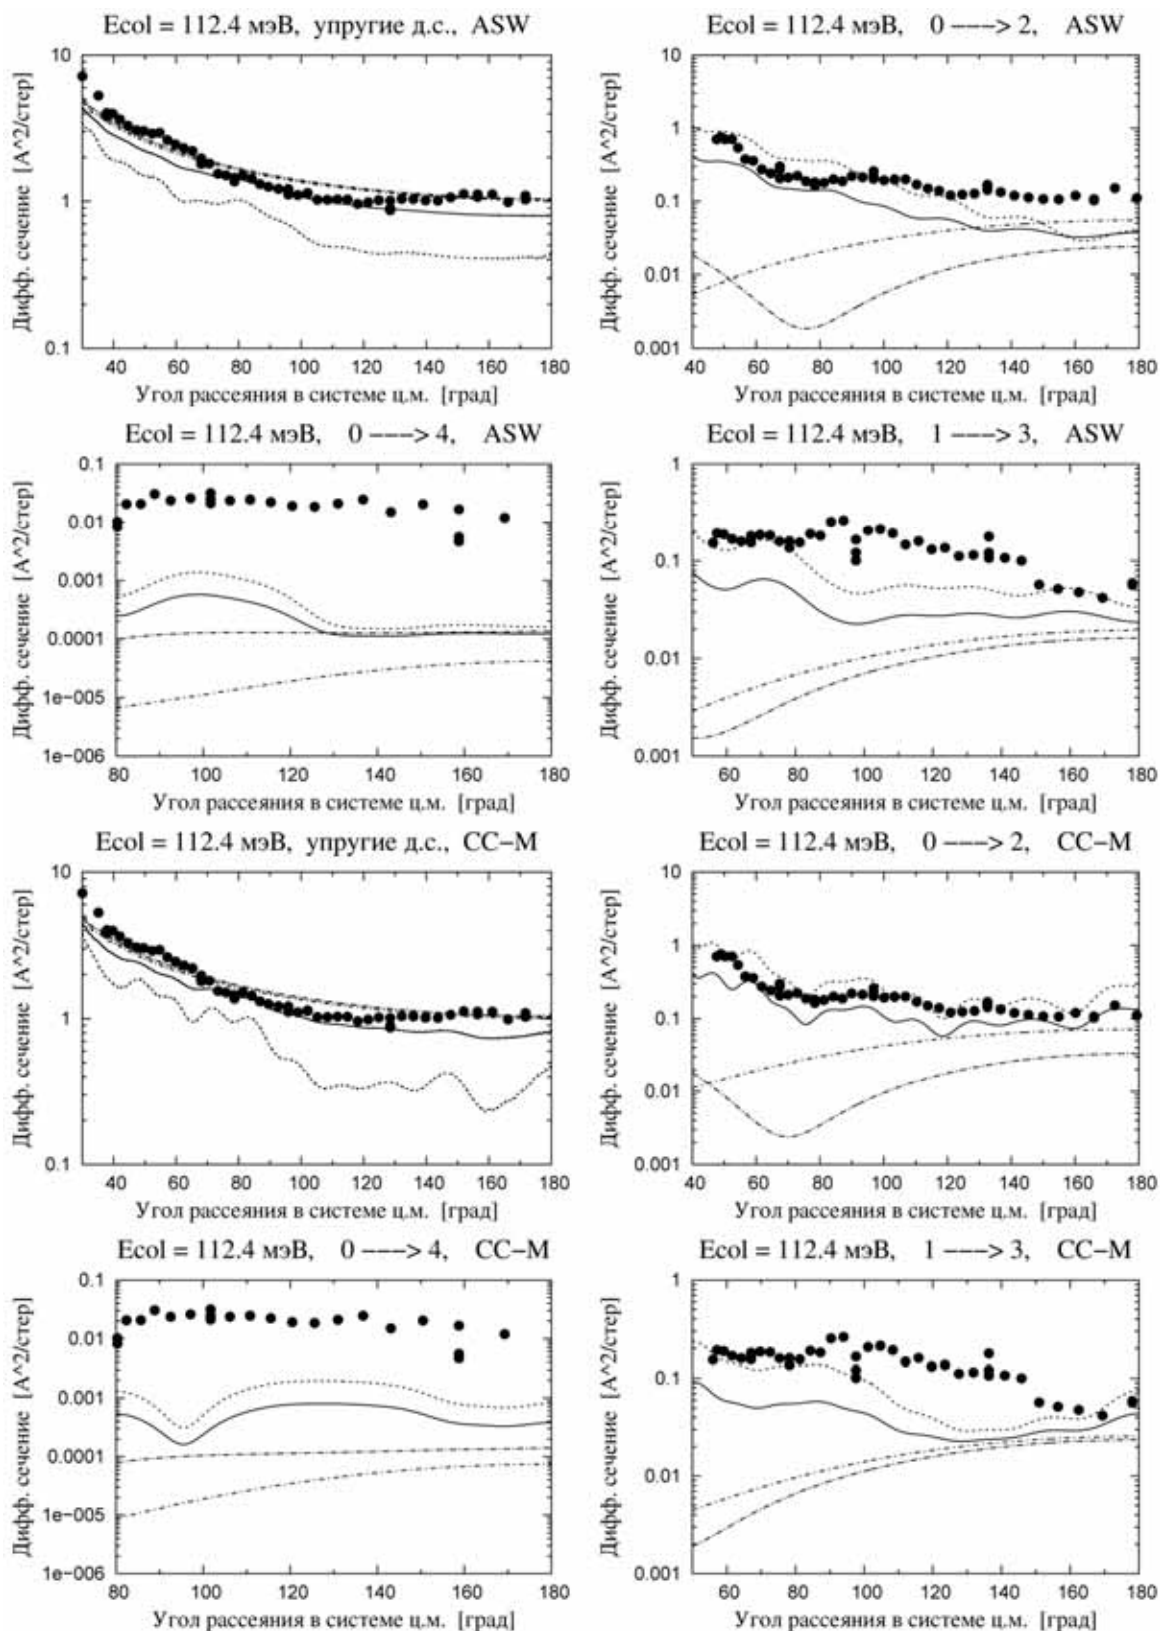 Ecol = 112.4 мэВ, упругие д.с., ASW
Дифф. сечение [A^2/стер]
10
1
0.1
40 60 80 100 120 140 160 180
Угол рассеяния в системе ц.м. [град]
Ecol = 112.4 мэВ, 0 −−−> 2, ASW
Дифф. сечение [A^2/стер]
10
1
0.1
0.01
0.001
40 60 80 100 120 140 160 180
Угол рассеяния в системе ц.м. [град]
Ecol = 112.4 мэВ, 0 −−−> 4, ASW
Дифф. сечение [A^2/стер]
0.1
0.01
0.001
0.0001
1e−005
1e−006
80 100 120 140 160 180
Угол рассеяния в системе ц.м. [град]
Ecol = 112.4 мэВ, 1 −−−> 3, ASW
Дифф. сечение [A^2/стер]
1
0.1
0.01
0.001
60 80 100 120 140 160 180
Угол рассеяния в системе ц.м. [град]
Ecol = 112.4 мэВ, упругие д.с., CC−M
Дифф. сечение [A^2/стер]
10
1
0.1
40 60 80 100 120 140 160 180
Угол рассеяния в системе ц.м. [град]
Ecol = 112.4 мэВ, 0 −−−> 2, CC−M
Дифф. сечение [A^2/стер]
10
1
0.1
0.01
0.001
40 60 80 100 120 140 160 180
Угол рассеяния в системе ц.м. [град]
Ecol = 112.4 мэВ, 0 −−−> 4, CC−M
Дифф. сечение [A^2/стер]
0.1
0.01
0.001
0.0001
1e−005
1e−006
80 100 120 140 160 180
Угол рассеяния в системе ц.м. [град]
Ecol = 112.4 мэВ, 1 −−−> 3, CC−M
Дифф. сечение [A^2/стер]
1
0.1
0.01
0.001
60 80 100 120 140 160 180
Угол рассеяния в системе ц.м. [град]